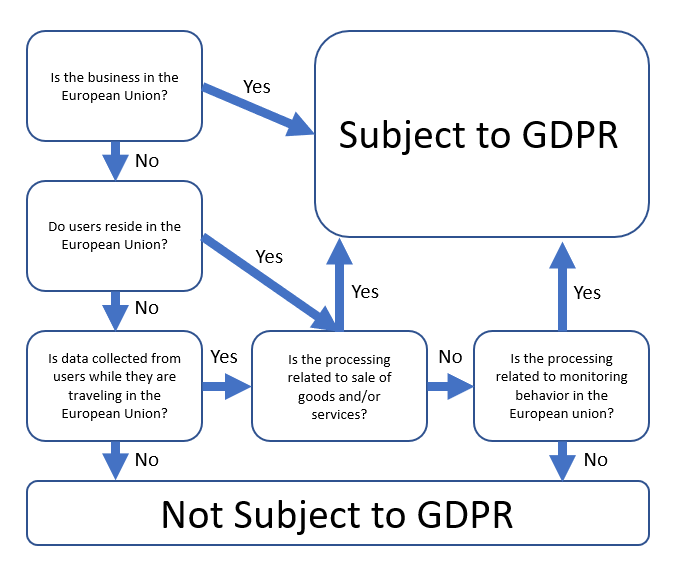 Is the business in the
European Union?
Yes
Subject to GDPR
No
Do users reside in the
European Union?
Yes
No
Yes
Yes
Is data collected from
users while they are
traveling in the
European Union?
Yes
Is the processing
related to sale of
goods and/or
services?
No
Is the processing
related to monitoring
behavior in the
European union?
No
No
Not Subject to GDPR